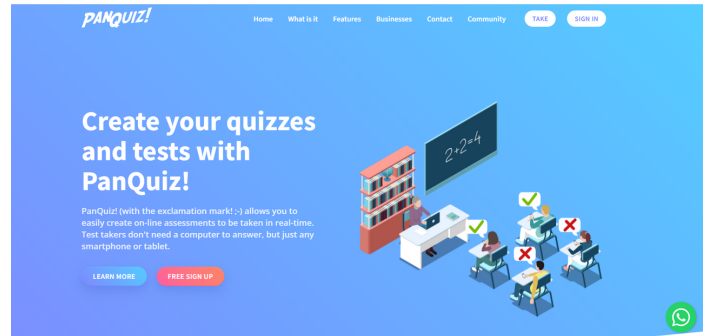 PANQUIZ!
Home What is it Features Businesses Contact Community TAKE SIGN IN
Create your quizzes
and tests with
PanQuiz!
2+2=4
PanQuiz! (with the exclamation mark! ;-) allows you to
easily create on-line assessments to be taken in real-time.
Test takers don't need a computer to answer, but just any
smartphone or tablet.
LEARN MORE FREE SIGN UP